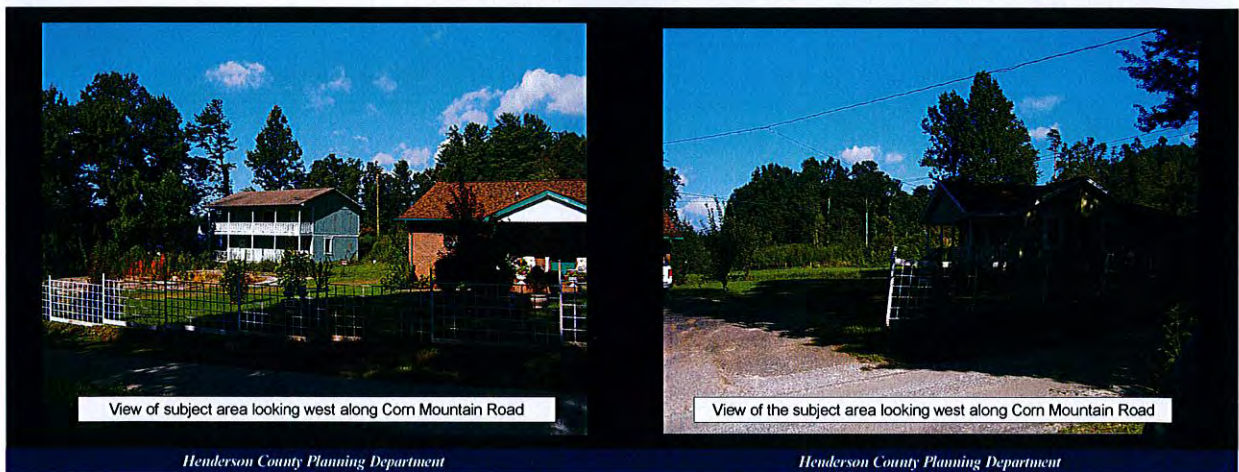 View of subject area looking west along Corn Mountain Road
Henderson County Planning Department
View of the subject area looking west along Corn Mountain Road
Henderson County Planning Department